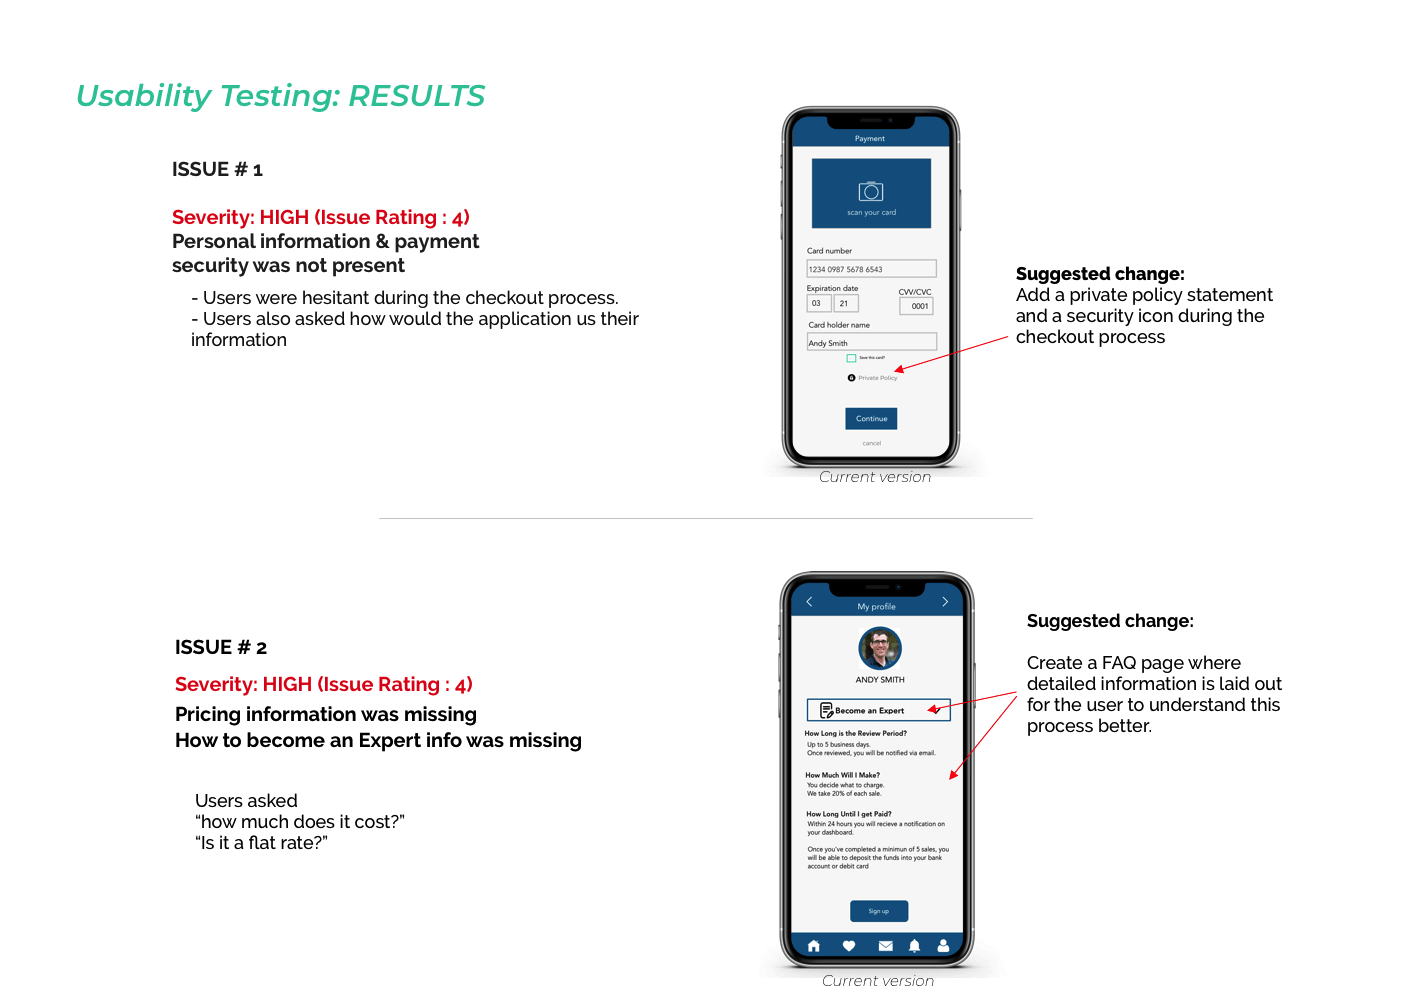 Usability Testing: RESULTS
ISSUE # 1
Severity: HIGH (Issue Rating : 4)
Personal information & payment
security was not present
- Users were hesitant during the checkout process.
- Users also asked how would the application us their
information
Payment
scan your card
Card number
1234 0987 5678 6543
Expiration date
CVV/CVC
03
21
0001
Card holder name
Andy Smith
Save this card?
Private Policy
Continue
cancel
Current version
Suggested change:
Add a private policy statement
and a security icon during the
checkout process
ISSUE # 2
Severity: HIGH (Issue Rating : 4)
Pricing information was missing
How to become an Expert info was missing
Users asked
“how much does it cost?”
“Is it a flat rate?”
My profile
ANDY SMITH
Become an Expert
How Long is the Review Period?
Up to 5 business days.
Once reviewed, you will be notified via email.
How Much Will I Make?
You decide what to charge.
We take 20% of each sale.
How Long Until I get Paid?
Within 24 hours you will recieve a notification on
your dashboard.
Once you've completed a minimun of 5 sales, you
will be able to deposit the funds into your bank
account or debit card
Sign up
Current version
Suggested change:
Create a FAQ page where
detailed information is laid out
for the user to understand this
process better.